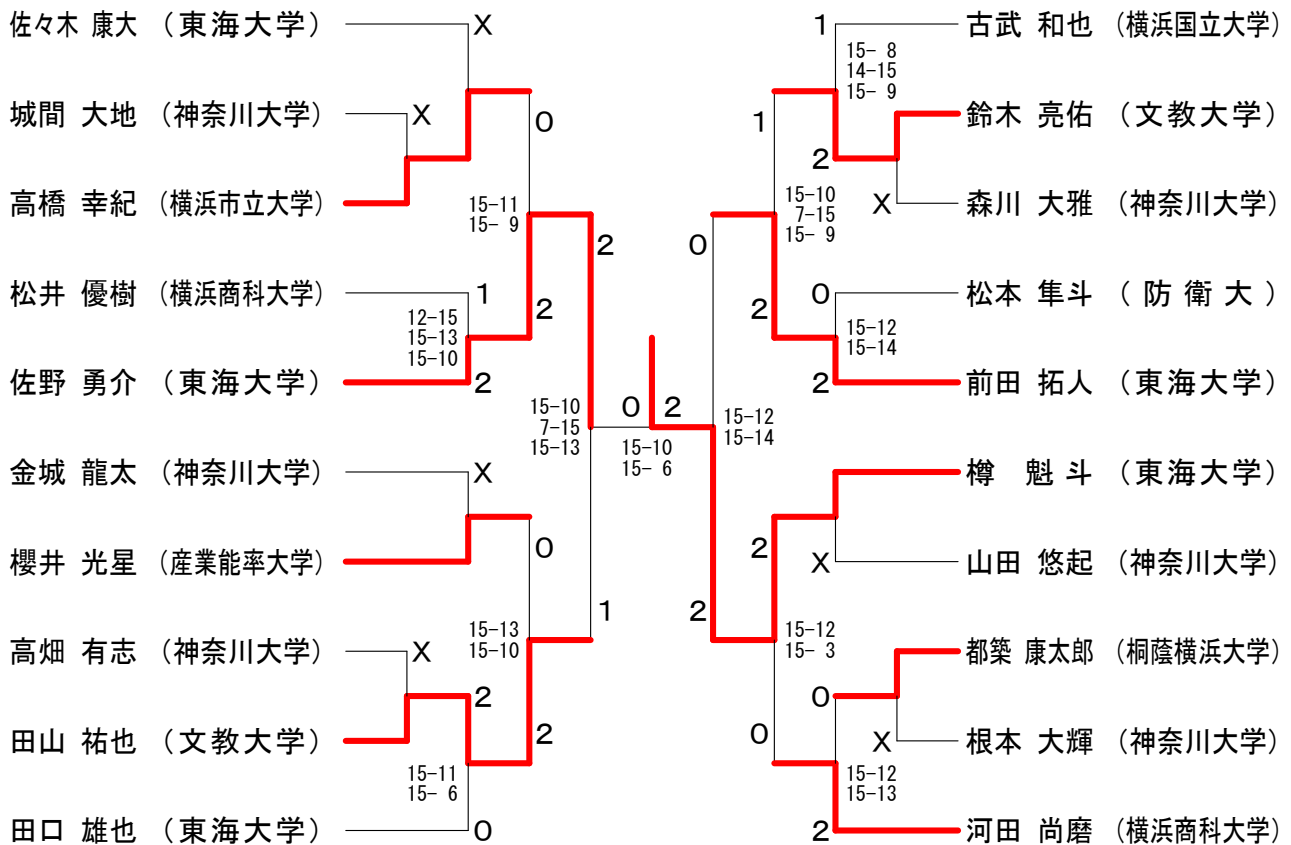 佐々木 康大 (東海大学)
X
城間 大地 (神奈川大学)
X
0
高橋 幸紀 (横浜市立大学)
15-11
15- 9
2
松井 優樹 (横浜商科大学)
1
2
12-15
15-13
15-10
佐野 勇介 (東海大学)
2
15-10
7-15
15-13
金城 龍太 (神奈川大学)
X
0
櫻井 光星 (産業能率大学)
1
15-13
15-10
高畑 有志 (神奈川大学)
X
2
田山 祐也 (文教大学)
2
15-11
15- 6
田口 雄也 (東海大学)
0
0
2
15-10
15- 6
1
古武 和也 (横浜国立大学)
15- 8
14-15
15- 9
1
鈴木 亮佑 (文教大学)
2
X
森川 大雅 (神奈川大学)
15-10
7-15
15- 9
0
0
松本 隼斗 (防衛大)
2
15-12
15-14
2
前田 拓人 (東海大学)
15-12
15-14
樽 魁斗 (東海大学)
2
X
山田 悠起 (神奈川大学)
2
15-12
15- 3
都築 康太郎 (桐蔭横浜大学)
0
0
X
根本 大輝 (神奈川大学)
15-12
15-13
2
河田 尚磨 (横浜商科大学)